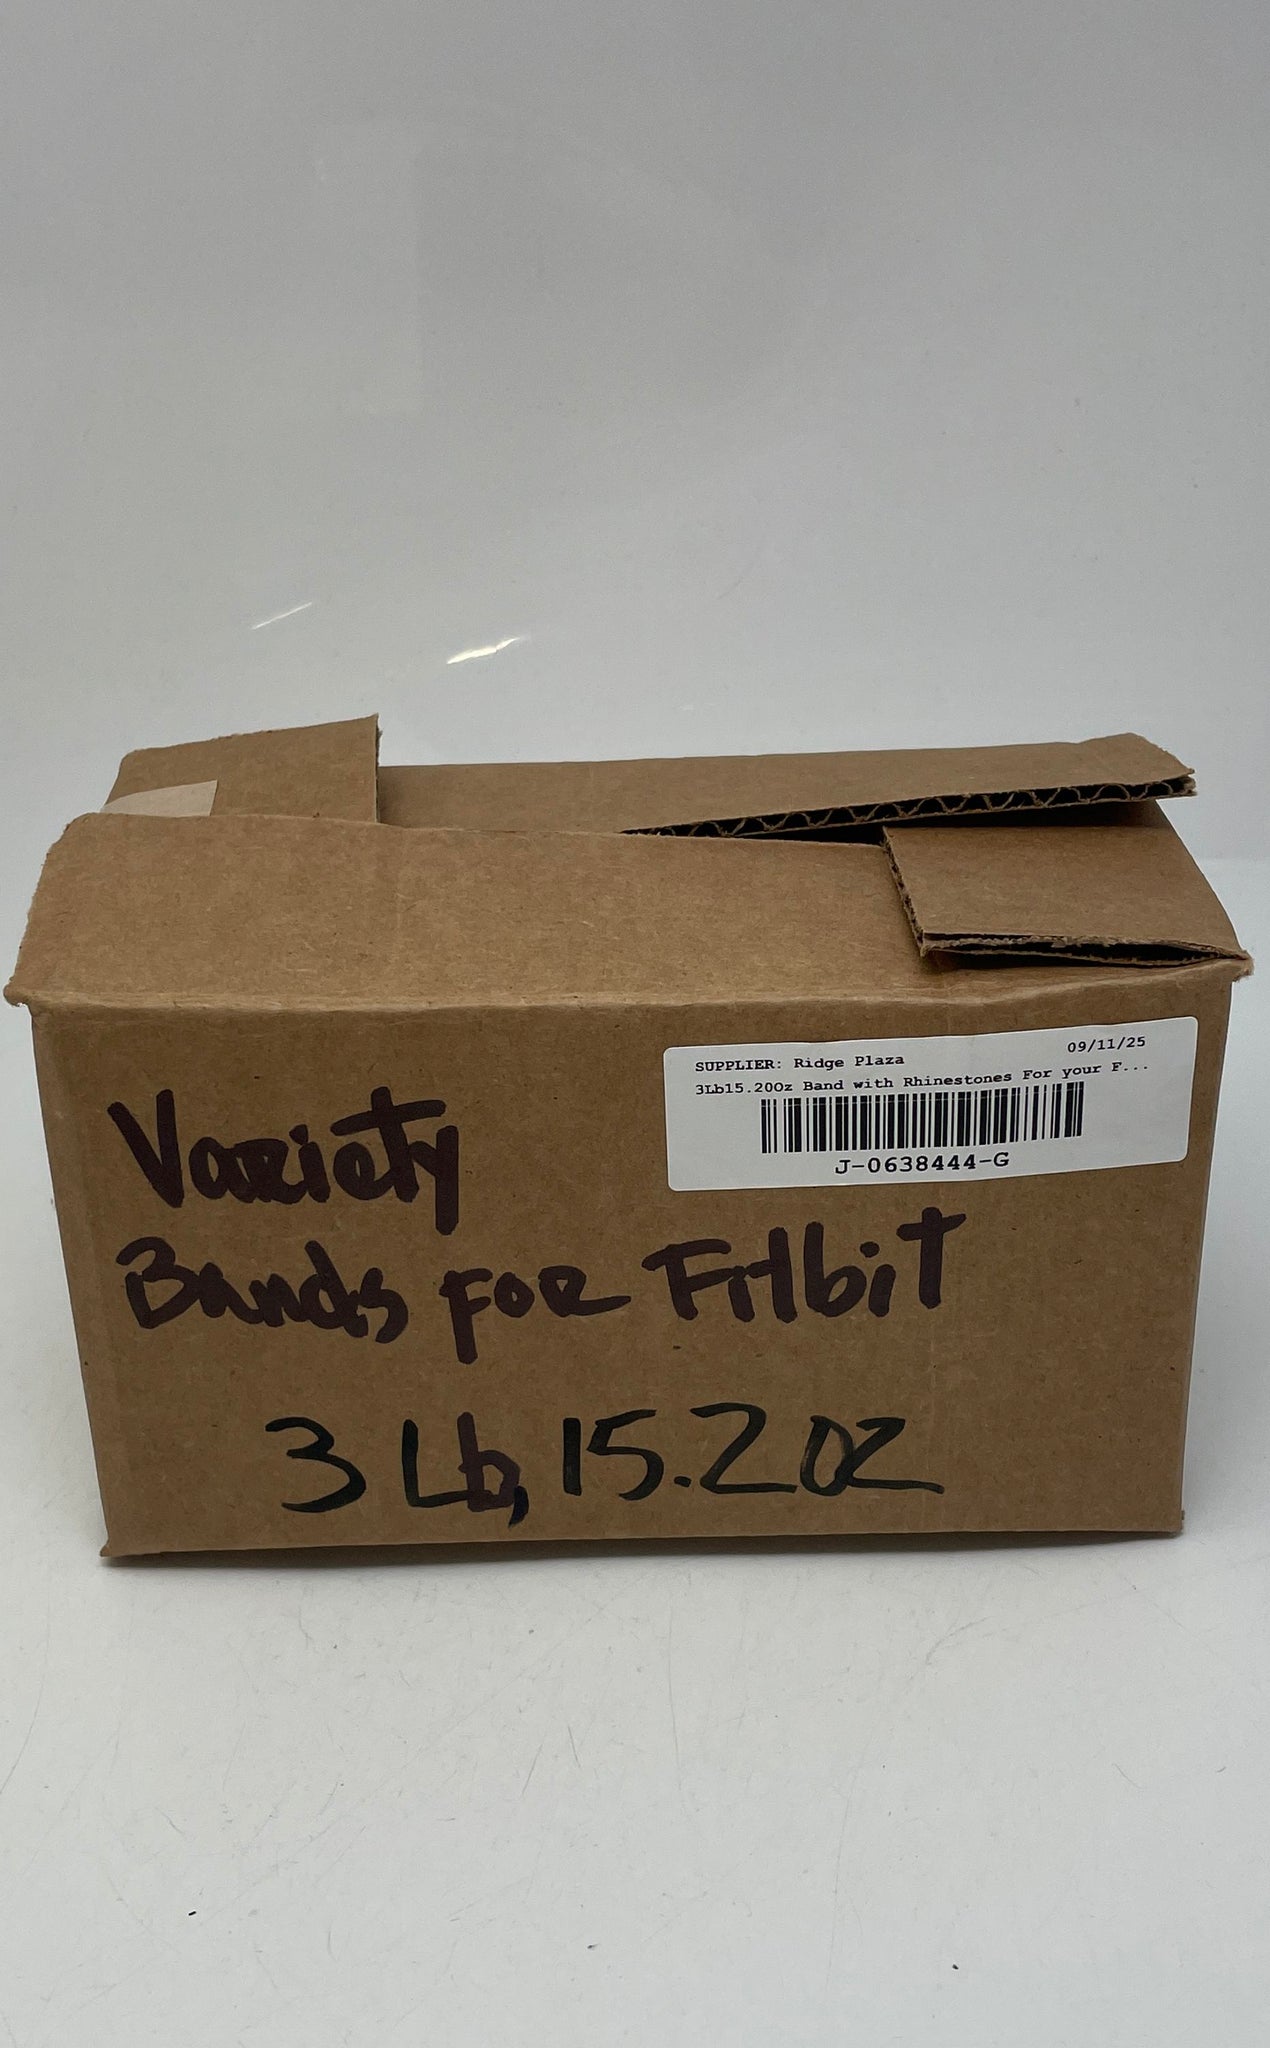 SUPPLIER: Ridge Plaza 09/11/25
3Lb15.20Oz Band with Rhinestones For your F...
J-0638444-G
Variety
Bands For Fitbit
3 Lb, 15.2 oz